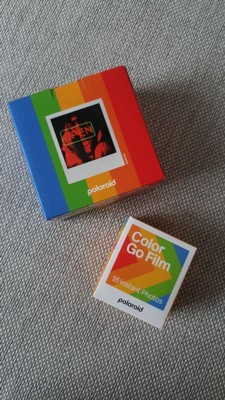 OPEN
polaroid
Color
Go Film
16 Instant Photos
polaroid